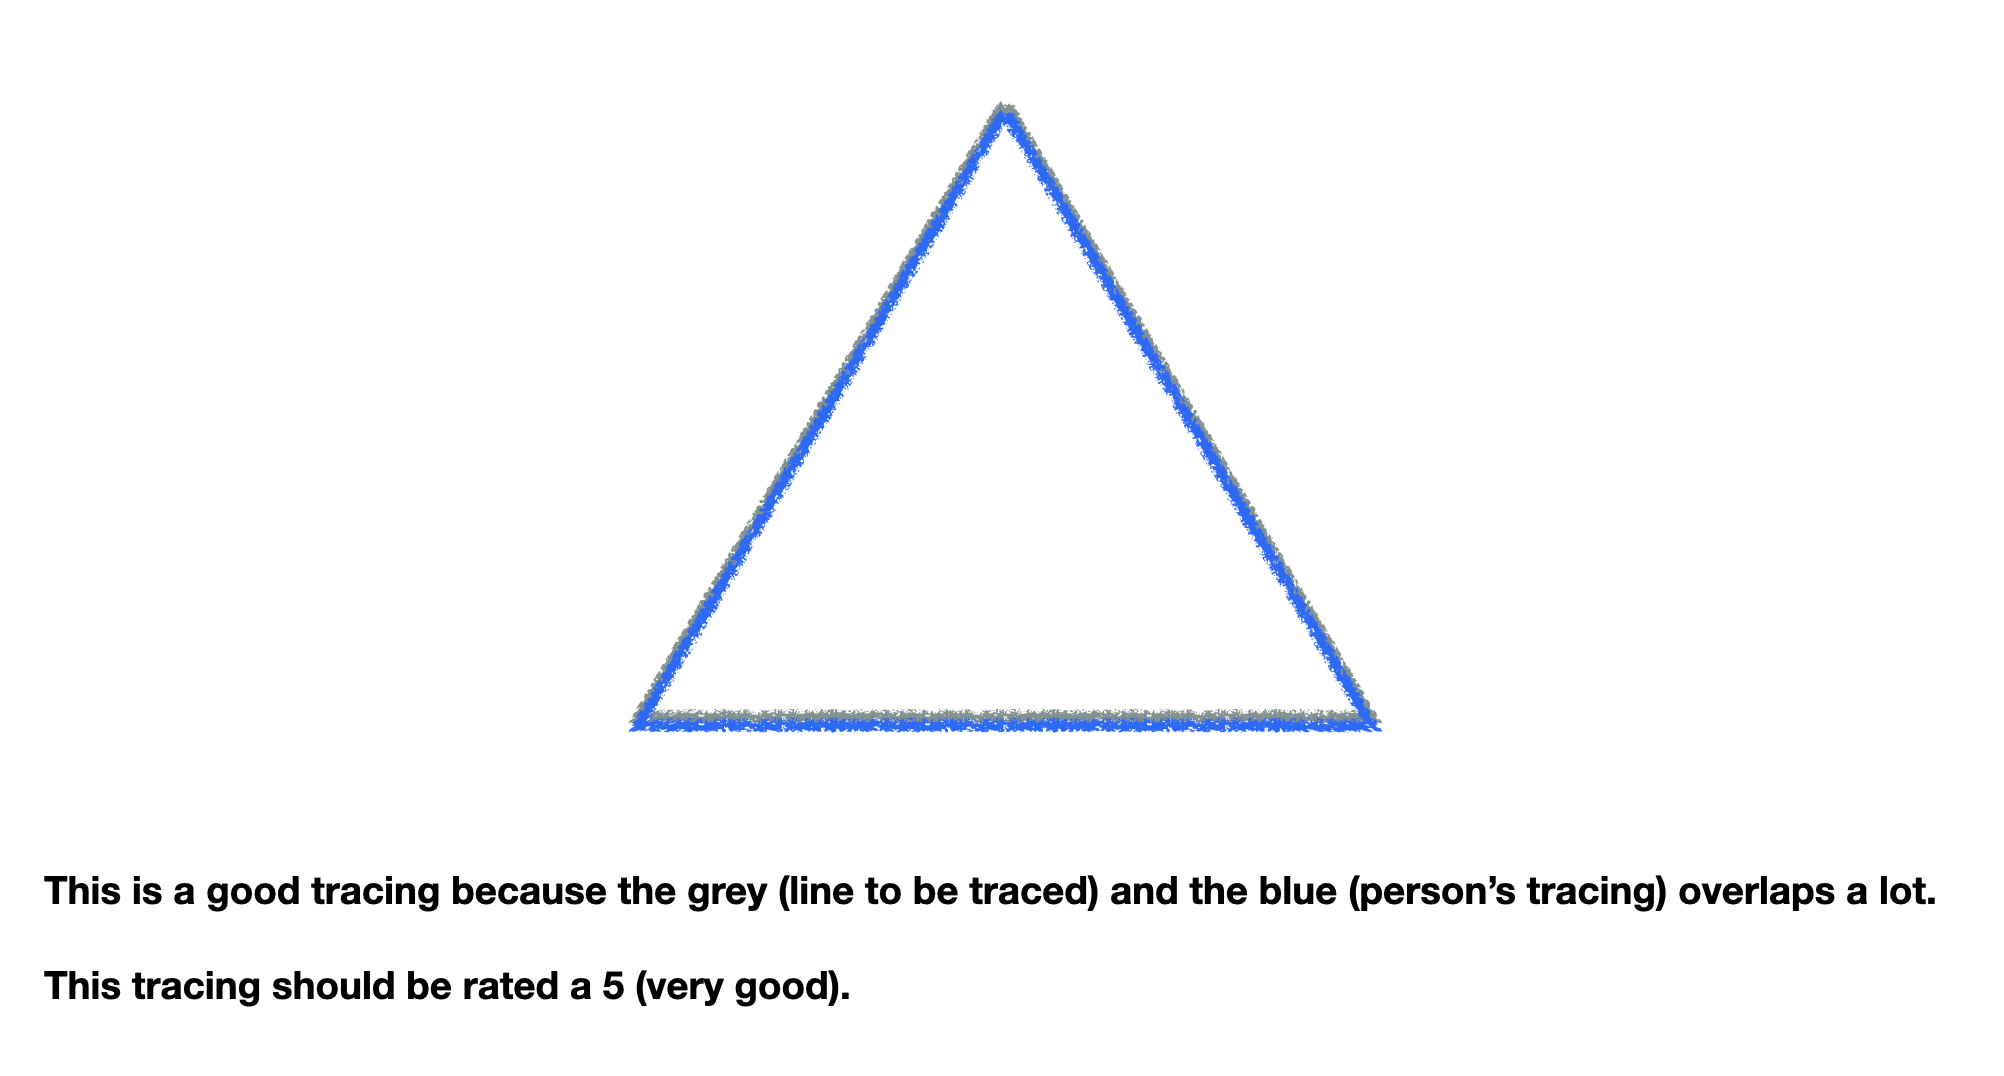 This is a good tracing because the grey (line to be traced) and the blue (person’s tracing) overlaps a lot.
This tracing should be rated a 5 (very good).